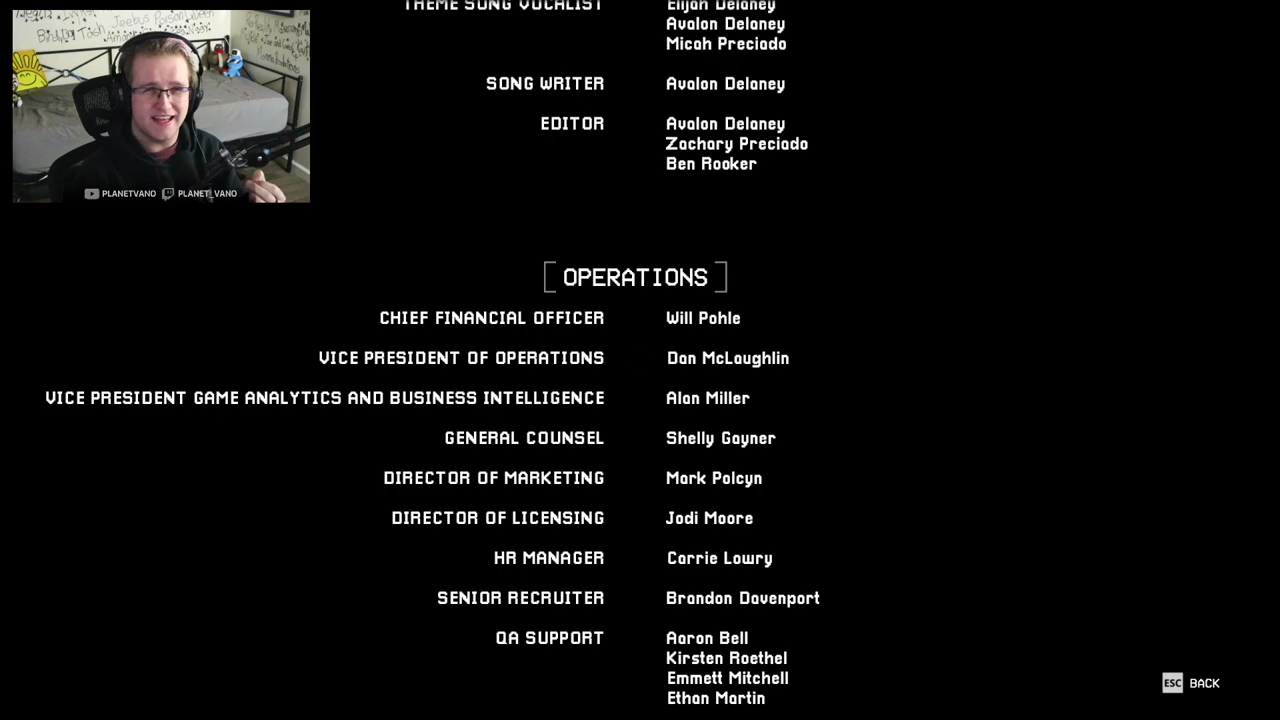 THEME SONG VOCALIST Elijah Delaney
Avalon Delaney
Micah Preciado
SONG WRITER Avalon Delaney
EDITOR Avalon Delaney
Zachary Preciado
Ben Rooker
PLANETVANO PLANET_VANO
[OPERATIONS]
CHIEF FINANCIAL OFFICER Will Pohle
VICE PRESIDENT OF OPERATIONS Dan McLaughlin
VICE PRESIDENT GAME ANALYTICS AND BUSINESS INTELLIGENCE Alan Miller
GENERAL COUNSEL Shelly Gayner
DIRECTOR OF MARKETING Mark Polcyn
DIRECTOR OF LICENSING Jodi Moore
HR MANAGER Carrie Lowry
SENIOR RECRUITER Brandon Davenport
QA SUPPORT Aaron Bell
Kirsten Roethel
Emmett Mitchell
Ethan Martin
ESC BACK